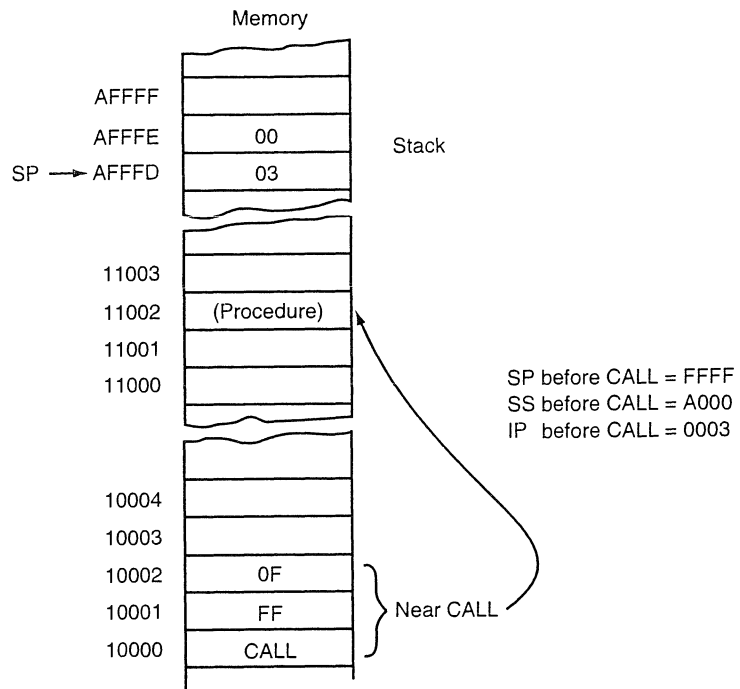 Memory
AFFFF
AFFFE 00
Stack
SP AFFFD 03
11003
11002 (Procedure)
11001
11000
SP before CALL = FFFF
SS before CALL = A000
IP before CALL = 0003
10004
10003
10002 0F
10001 FF
Near CALL
10000 CALL